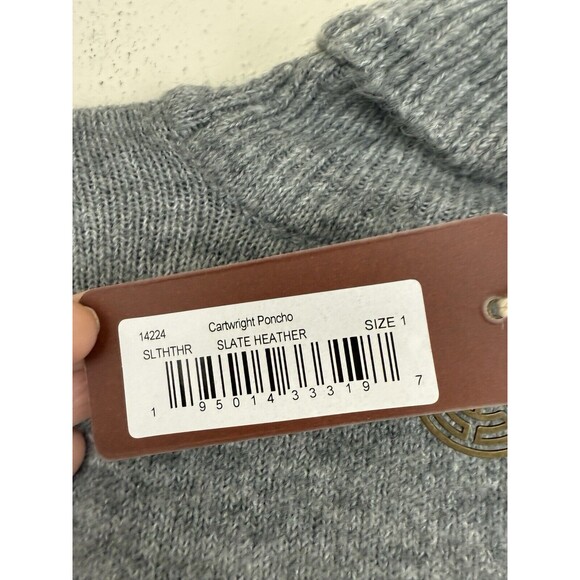 14224 Cartwright Poncho
SLTHTHR SLATE HEATHER SIZE 1
1 95014 33319 7